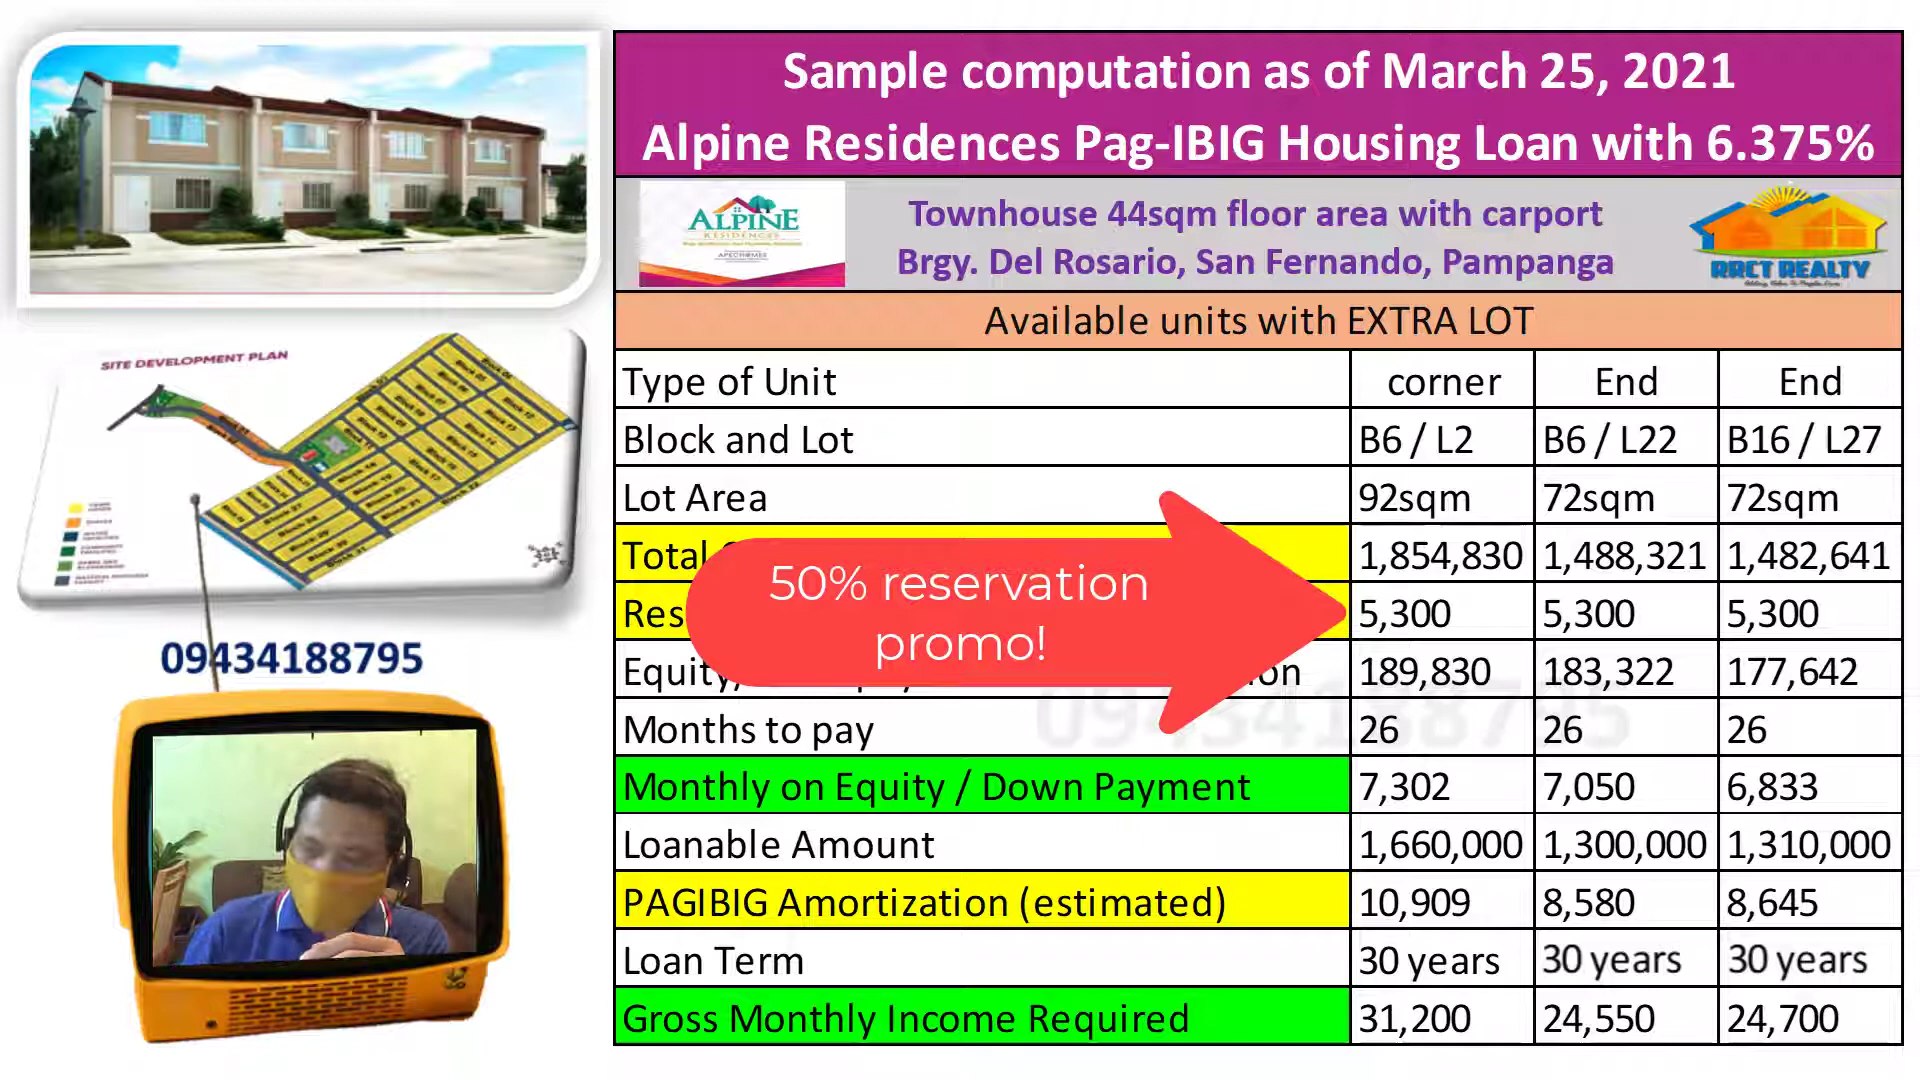 Sample computation as of March 25, 2021
Alpine Residences Pag-IBIG Housing Loan with 6.375%
ALPINE
RESIDENCES
Townhouse 44sqm floor area with carport
Brgy. Del Rosario, San Fernando, Pampanga
RRCT REALTY
Available units with EXTRA LOT
Type of Unit corner End End
Block and Lot B6 / L2 B6 / L22 B16 / L27
Lot Area 92sqm 72sqm 72sqm
Total 1,854,830 1,488,321 1,482,641
Res 5,300 5,300 5,300
50% reservation
promo!
Equity 189,830 183,322 177,642
Months to pay 26 26 26
Monthly on Equity / Down Payment 7,302 7,050 6,833
Loanable Amount 1,660,000 1,300,000 1,310,000
PAGIBIG Amortization (estimated) 10,909 8,580 8,645
Loan Term 30 years 30 years 30 years
Gross Monthly Income Required 31,200 24,550 24,700
SITE DEVELOPMENT PLAN
09434188795
09434188795